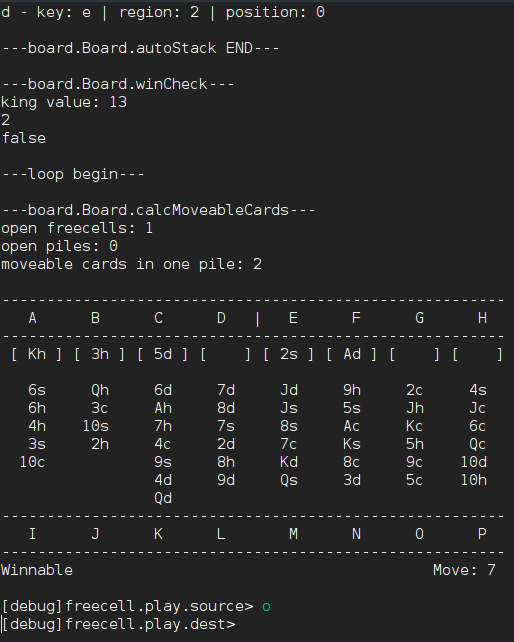 d - key: e | region: 2 | position: 0
---board.Board.autoStack END---
---board.Board.winCheck---
king value: 13
2
false
---loop begin---
---board.Board.calcMoveableCards---
open freecells: 1
open piles: 0
moveable cards in one pile: 2
------------------------------------------------------
A B C D | E F G H
------------------------------------------------------
[ Kh ] [ 3h ] [ 5d ] [    ] [ 2s ] [ Ad ] [    ] [    ]
6s Qh 6d 7d Jd 9h 2c 4s
6h 3c Ah 8d Js 5s Jh Jc
4h 10s 7h 7s 8s Ac Kc 6c
3s 2h 4c 2d 7c Ks 5h Qc
10c 9s 8h Kd 8c 9c 10d
4d 9d Qs 3d 5c 10h
Qd
------------------------------------------------------
I J K L M N O P
------------------------------------------------------
Winnable Move: 7
[debug]freecell.play.source> o
[debug]freecell.play.dest>